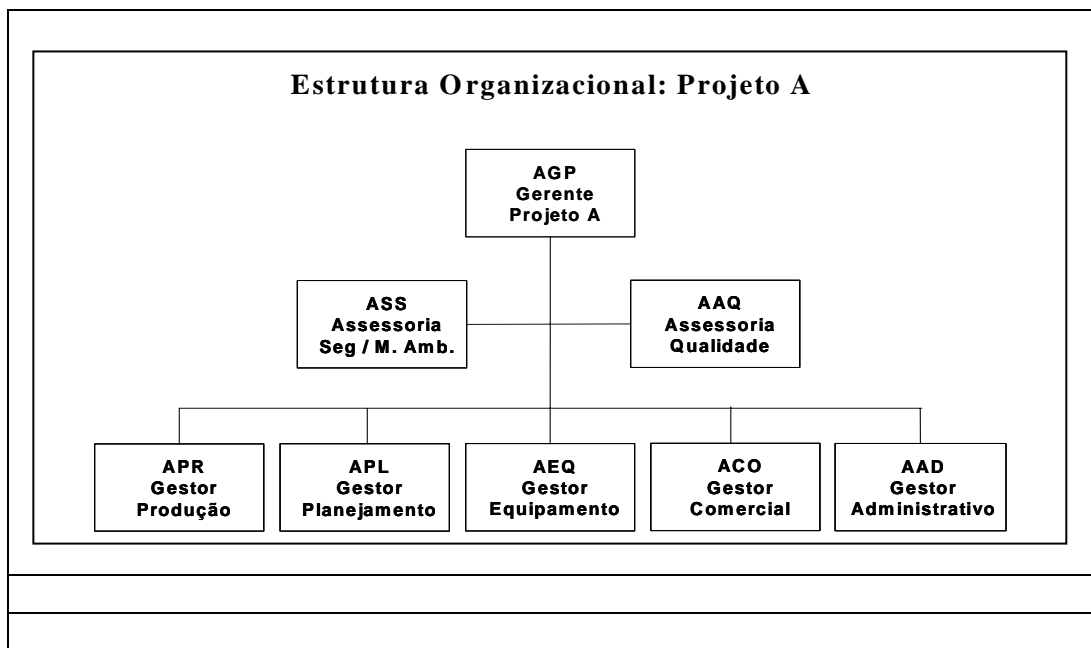 Estrutura Organizacional: Projeto A
AGP
Gerente
Projeto A
ASS
Assessoria
Seg / M. Amb.
AAQ
Assessoria
Qualidade
APR
Gestor
Produção
APL
Gestor
Planejamento
AEQ
Gestor
Equipamento
ACO
Gestor
Comercial
AAD
Gestor
Administrativo